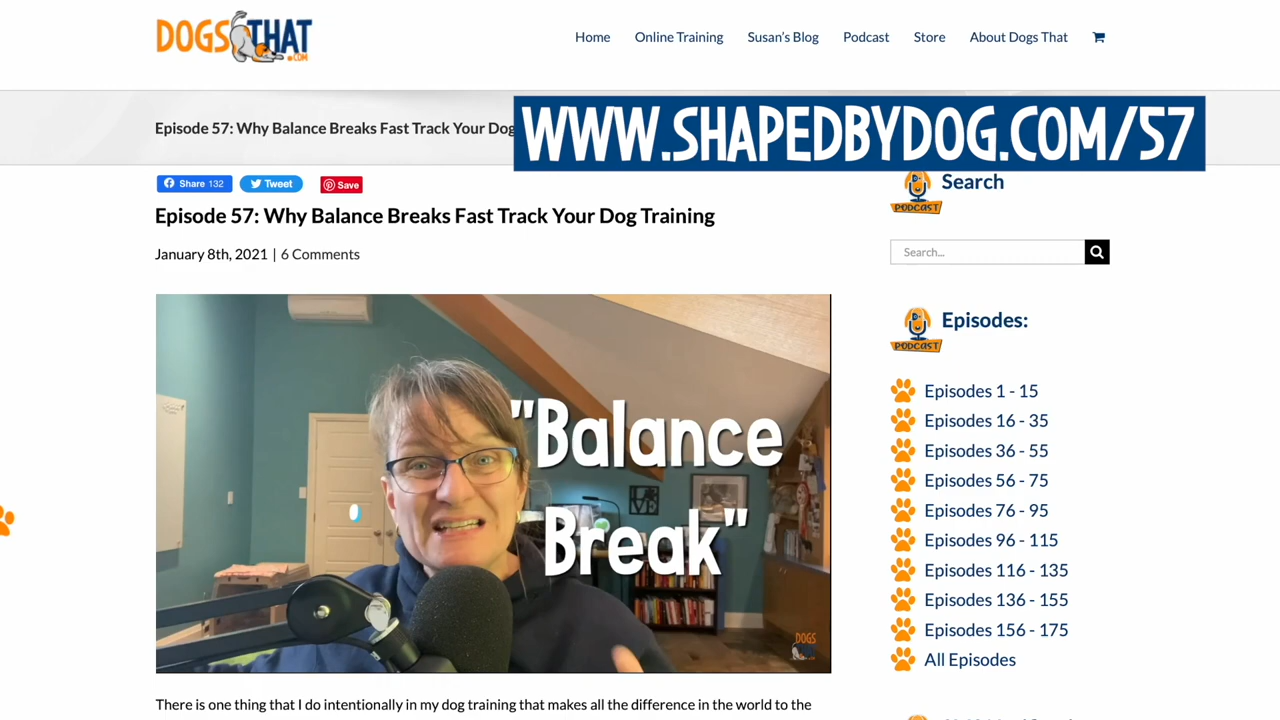 DOGSTHAT
.COM
Home Online Training Susan's Blog Podcast Store About Dogs That
Episode 57: Why Balance Breaks Fast Track Your Dog
WWW.SHAPEDBYDOG.COM/57
Share 132 Tweet Save
Episode 57: Why Balance Breaks Fast Track Your Dog Training
January 8th, 2021 | 6 Comments
"Balance
Break"
DOGS
There is one thing that I do intentionally in my dog training that makes all the difference in the world to the
PODCAST
Search
Search...
PODCAST
Episodes:
Episodes 1 - 15
Episodes 16 - 35
Episodes 36 - 55
Episodes 56 - 75
Episodes 76 - 95
Episodes 96 - 115
Episodes 116 - 135
Episodes 136 - 155
Episodes 156 - 175
All Episodes